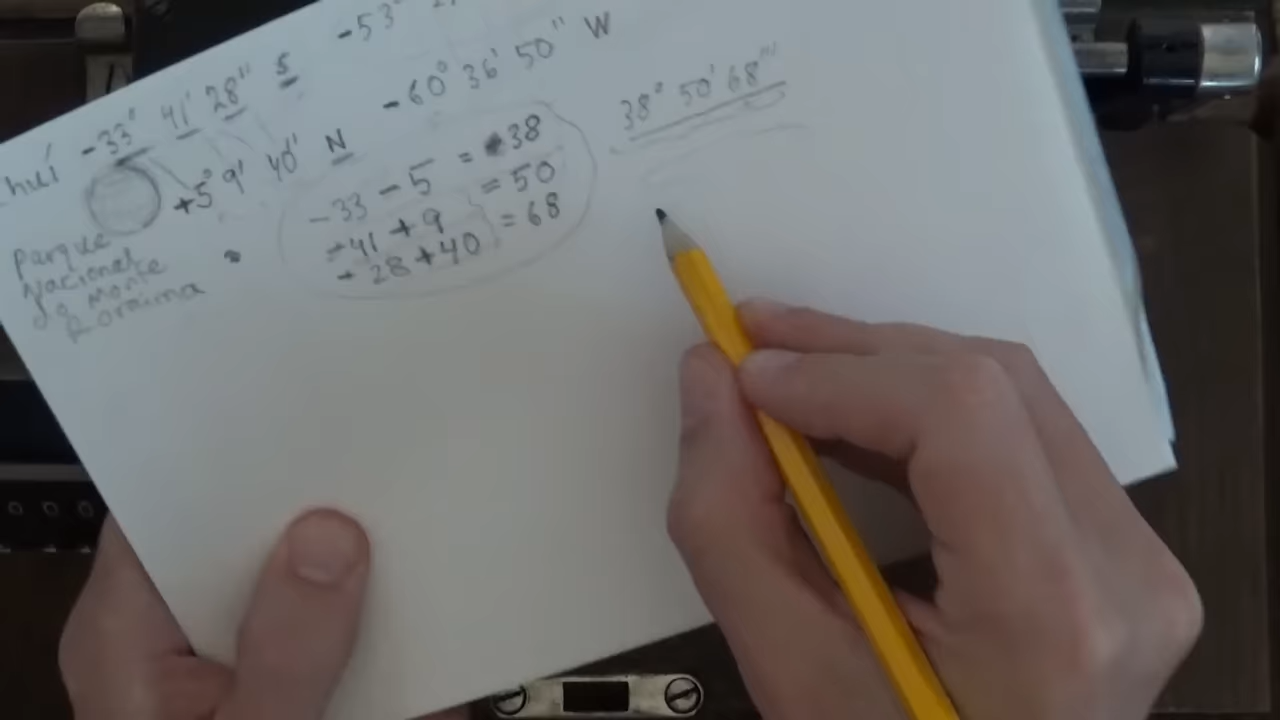 -33° 41' 28" S -53°
+5° 9' 40" N -60° 36' 50" W
Parque
Nacional
do Monte
Roraima
-33 - 5 = 38
-41 + 9 = 50
- 28 + 40 = 68
38° 50' 68"'